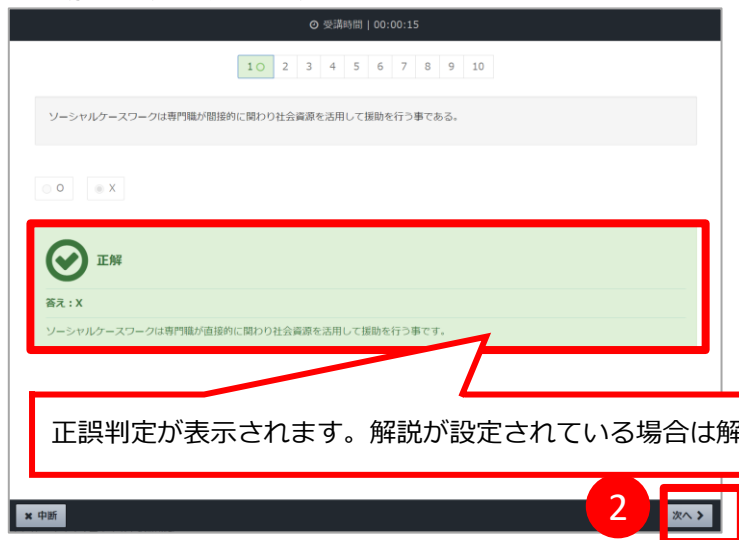 受講時間 | 00:00:15
1○ 2 3 4 5 6 7 8 9 10
ソーシャルケースワークは専門職が間接的に関わり社会資源を活用して援助を行う事である。
O X
正解
答え：X
ソーシャルケースワークは専門職が直接的に関わり社会資源を活用して援助を行う事です。
正誤判定が表示されます。解説が設定されている場合は解
2
× 中断 次へ >